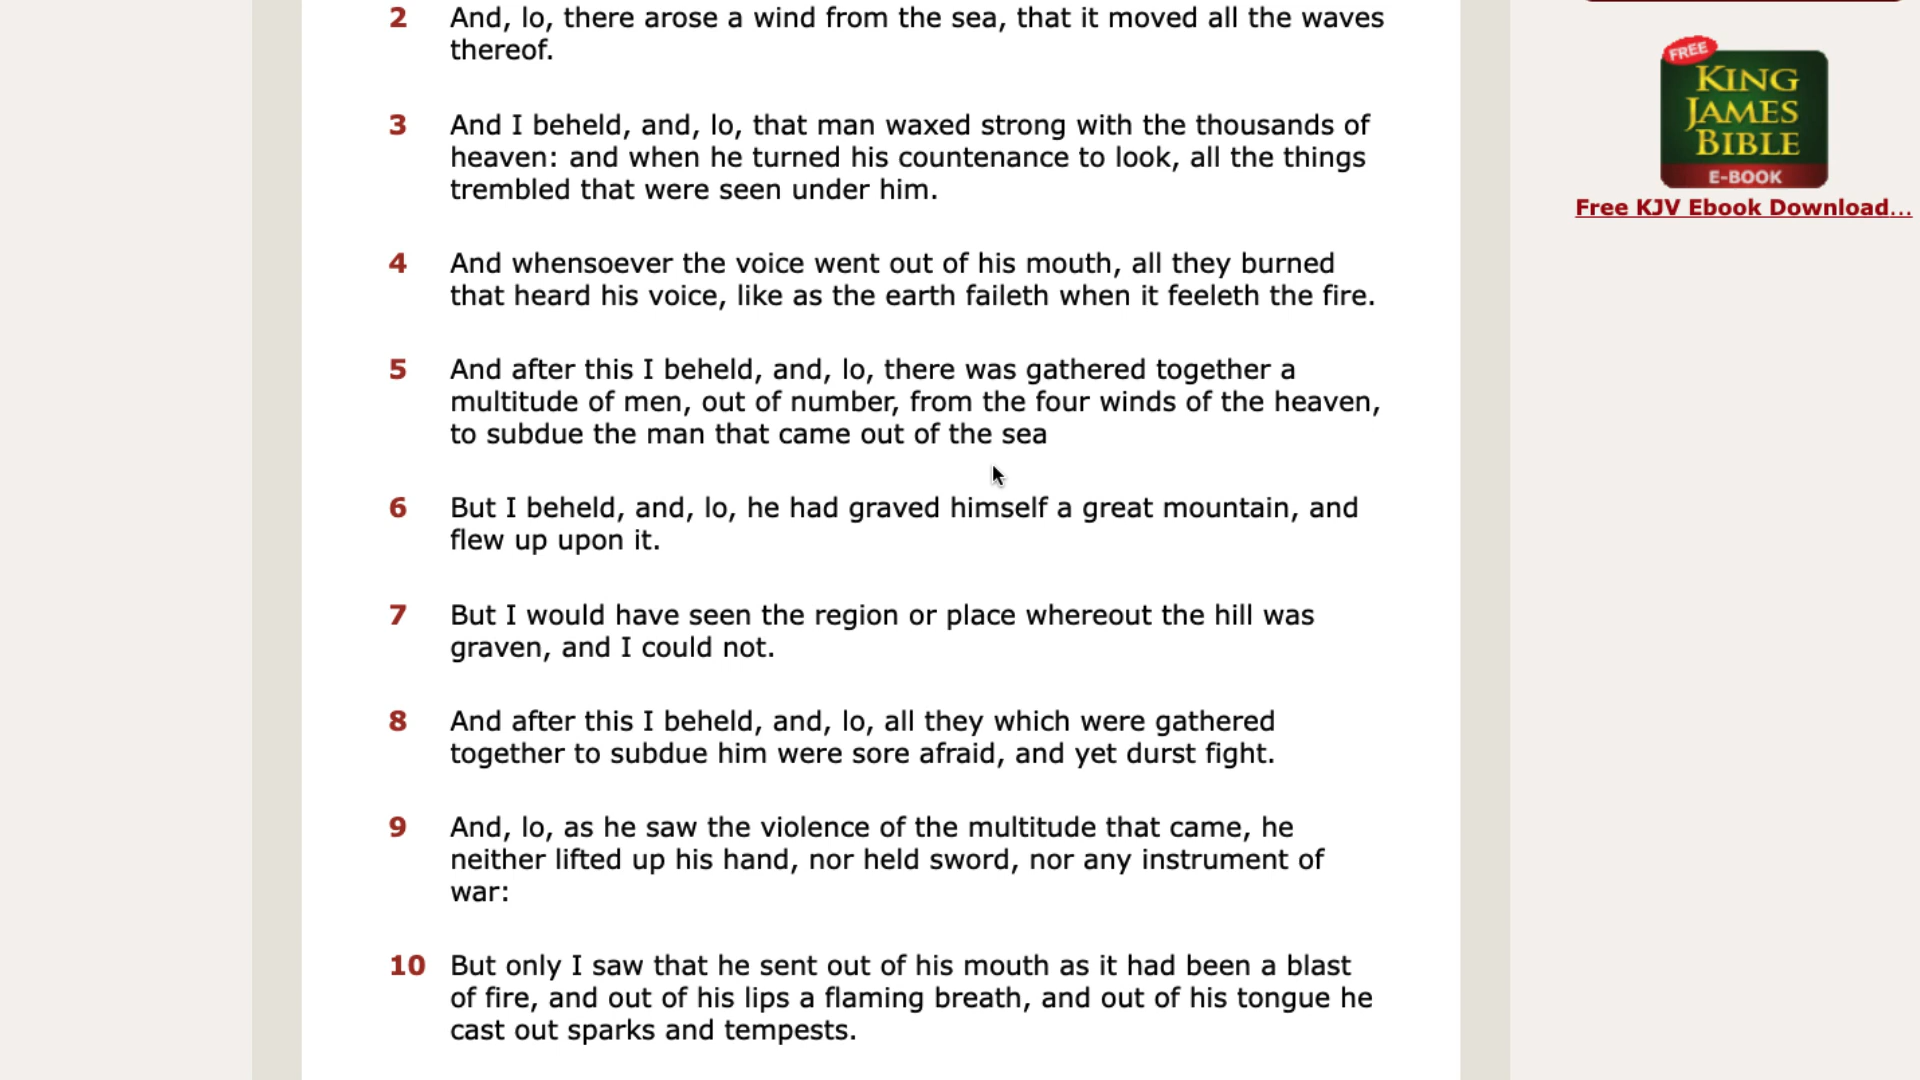 2 And, lo, there arose a wind from the sea, that it moved all the waves
thereof.
3 And I beheld, and, lo, that man waxed strong with the thousands of
heaven: and when he turned his countenance to look, all the things
trembled that were seen under him.
4 And whensoever the voice went out of his mouth, all they burned
that heard his voice, like as the earth faileth when it feeleth the fire.
5 And after this I beheld, and, lo, there was gathered together a
multitude of men, out of number, from the four winds of the heaven,
to subdue the man that came out of the sea
6 But I beheld, and, lo, he had graved himself a great mountain, and
flew up upon it.
7 But I would have seen the region or place whereout the hill was
graven, and I could not.
8 And after this I beheld, and, lo, all they which were gathered
together to subdue him were sore afraid, and yet durst fight.
9 And, lo, as he saw the violence of the multitude that came, he
neither lifted up his hand, nor held sword, nor any instrument of
war:
10 But only I saw that he sent out of his mouth as it had been a blast
of fire, and out of his lips a flaming breath, and out of his tongue he
cast out sparks and tempests.
FREE
KING
JAMES
BIBLE
E-BOOK
Free KJV Ebook Download...